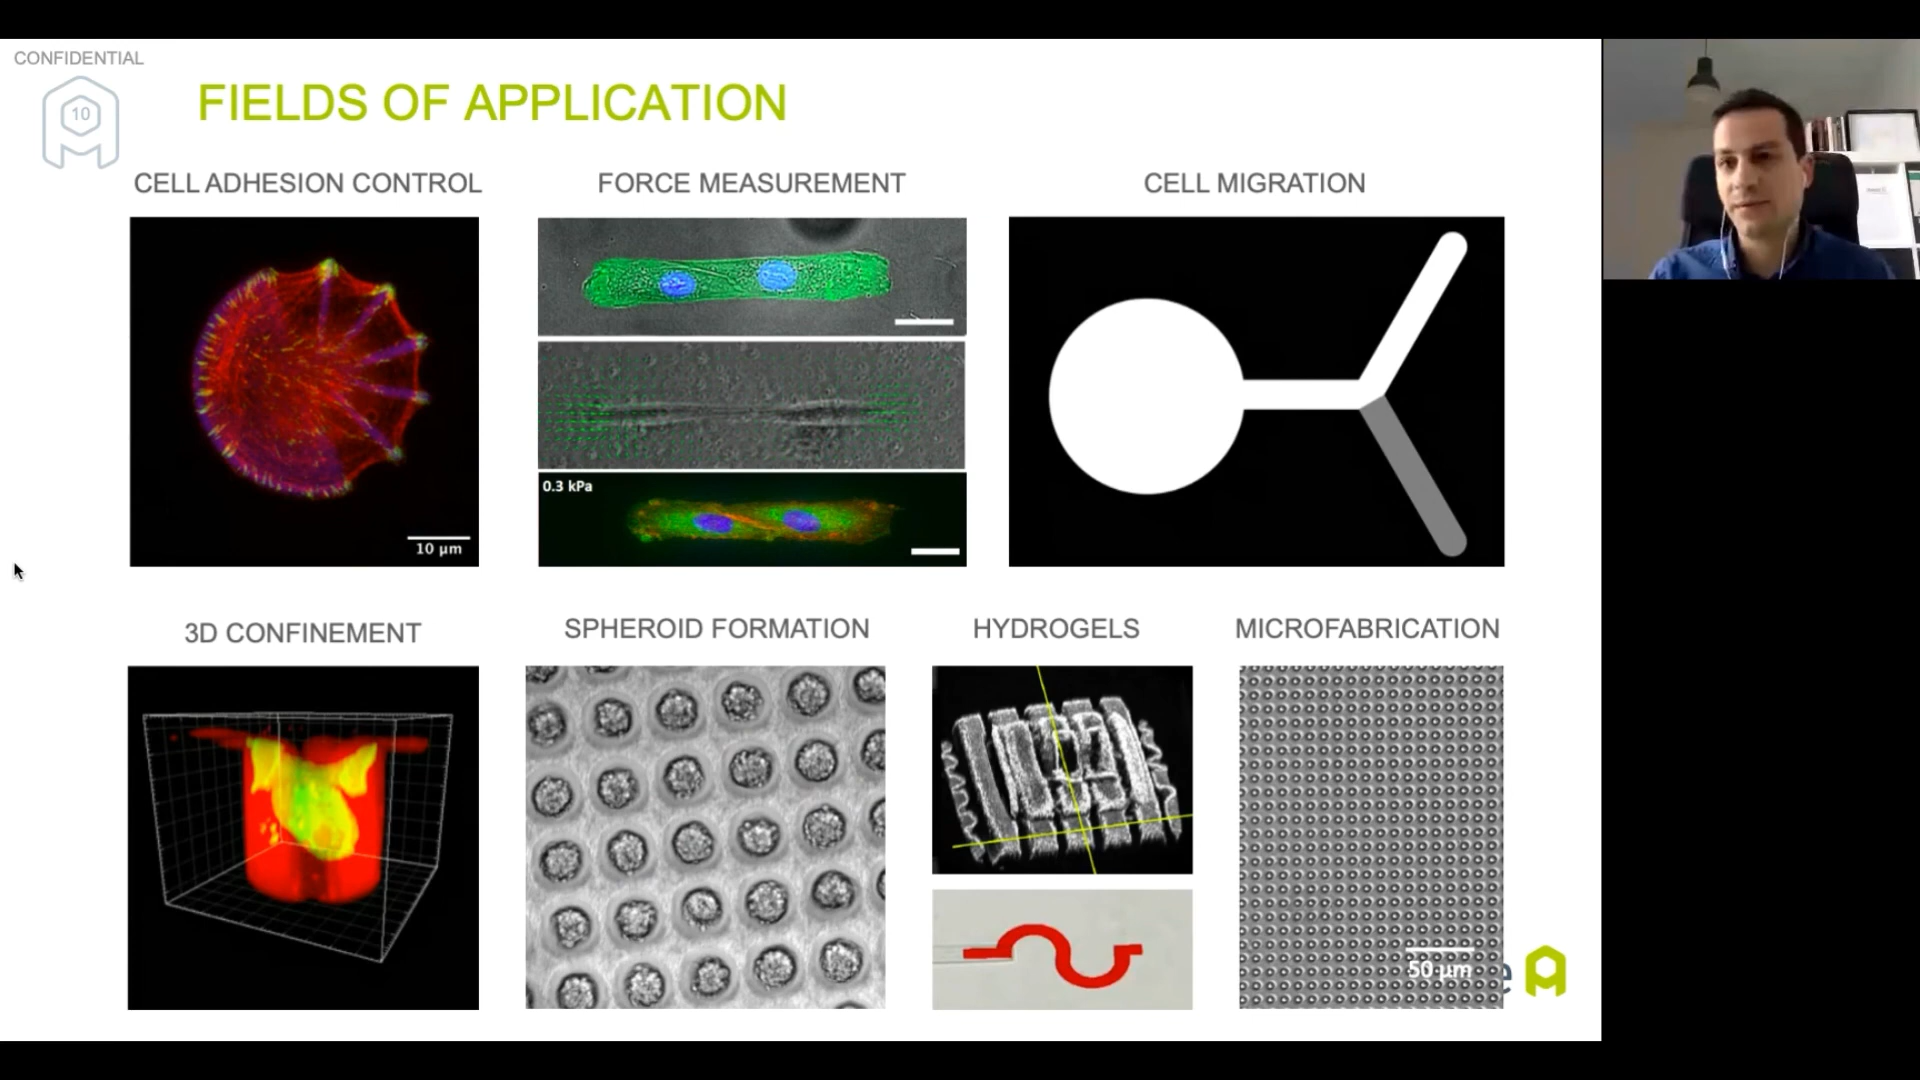 CONFIDENTIAL
10
FIELDS OF APPLICATION
CELL ADHESION CONTROL
FORCE MEASUREMENT
CELL MIGRATION
10 µm
0.3 kPa
3D CONFINEMENT
SPHEROID FORMATION
HYDROGELS
MICROFABRICATION
50 µm
e